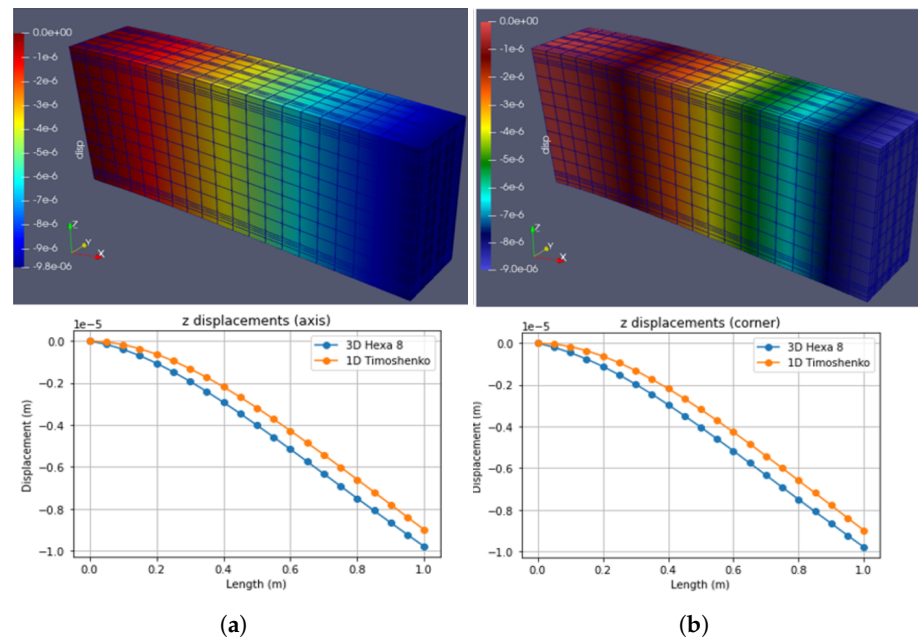 0.0e+00
-1e-6
-2e-6
-3e-6
-4e-6
-5e-6
-6e-6
-7e-6
-8e-6
-9e-6
-9.8e-06
disp
Z
Y
X
0.0e+00
-1e-6
-2e-6
-3e-6
-4e-6
-5e-6
-6e-6
-7e-6
-8e-6
-9.0e-06
disp
Z
Y
X
1e-5
z displacements (axis)
3D Hexa 8
1D Timoshenko
0.0
-0.2
-0.4
-0.6
-0.8
-1.0
Displacement (m)
0.0 0.2 0.4 0.6 0.8 1.0
Length (m)
1e-5
z displacements (corner)
3D Hexa 8
1D Timoshenko
0.0
-0.2
-0.4
-0.6
-0.8
-1.0
Displacement (m)
0.0 0.2 0.4 0.6 0.8 1.0
Length (m)
(a)
(b)